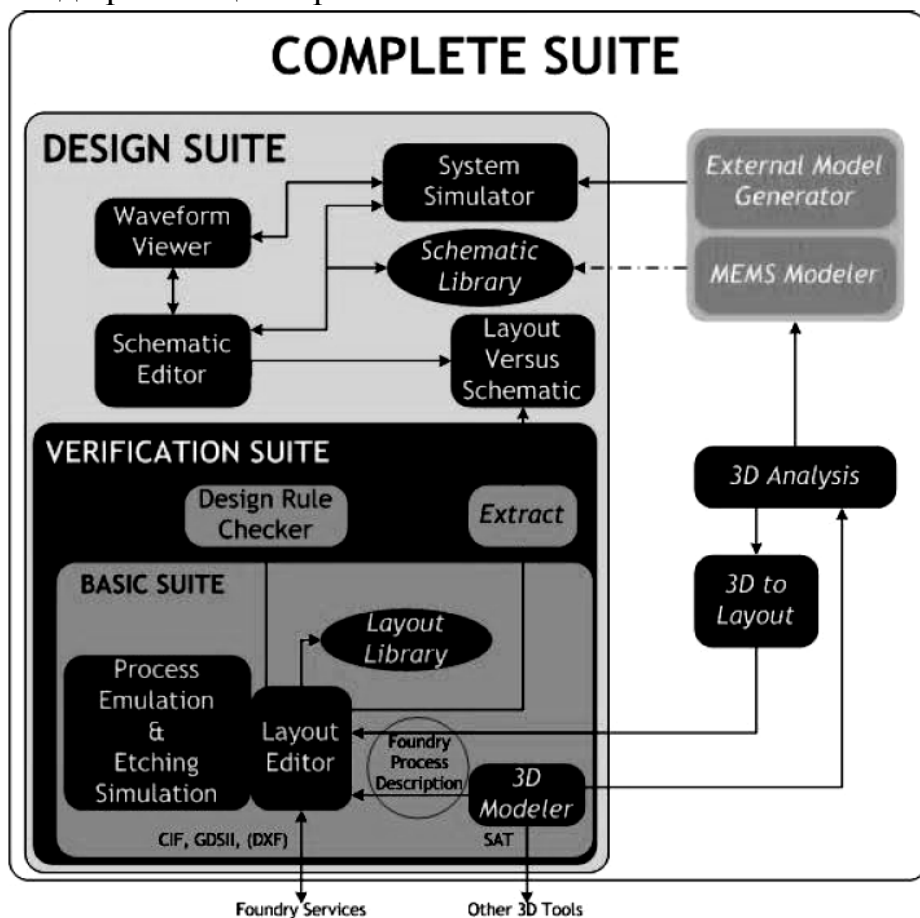 COMPLETE SUITE
DESIGN SUITE
System
Simulator
External Model
Generator
Waveform
Viewer
Schematic
Library
MEMS Modeler
Schematic
Editor
Layout
Versus
Schematic
VERIFICATION SUITE
Design Rule
Checker
Extract
3D Analysis
BASIC SUITE
3D to
Layout
Layout
Library
Process
Emulation
&
Etching
Simulation
Layout
Editor
Foundry
Process
Description
3D
Modeler
CIF, GDSII, (DXF)
SAT
Foundry Services
Other 3D Tools